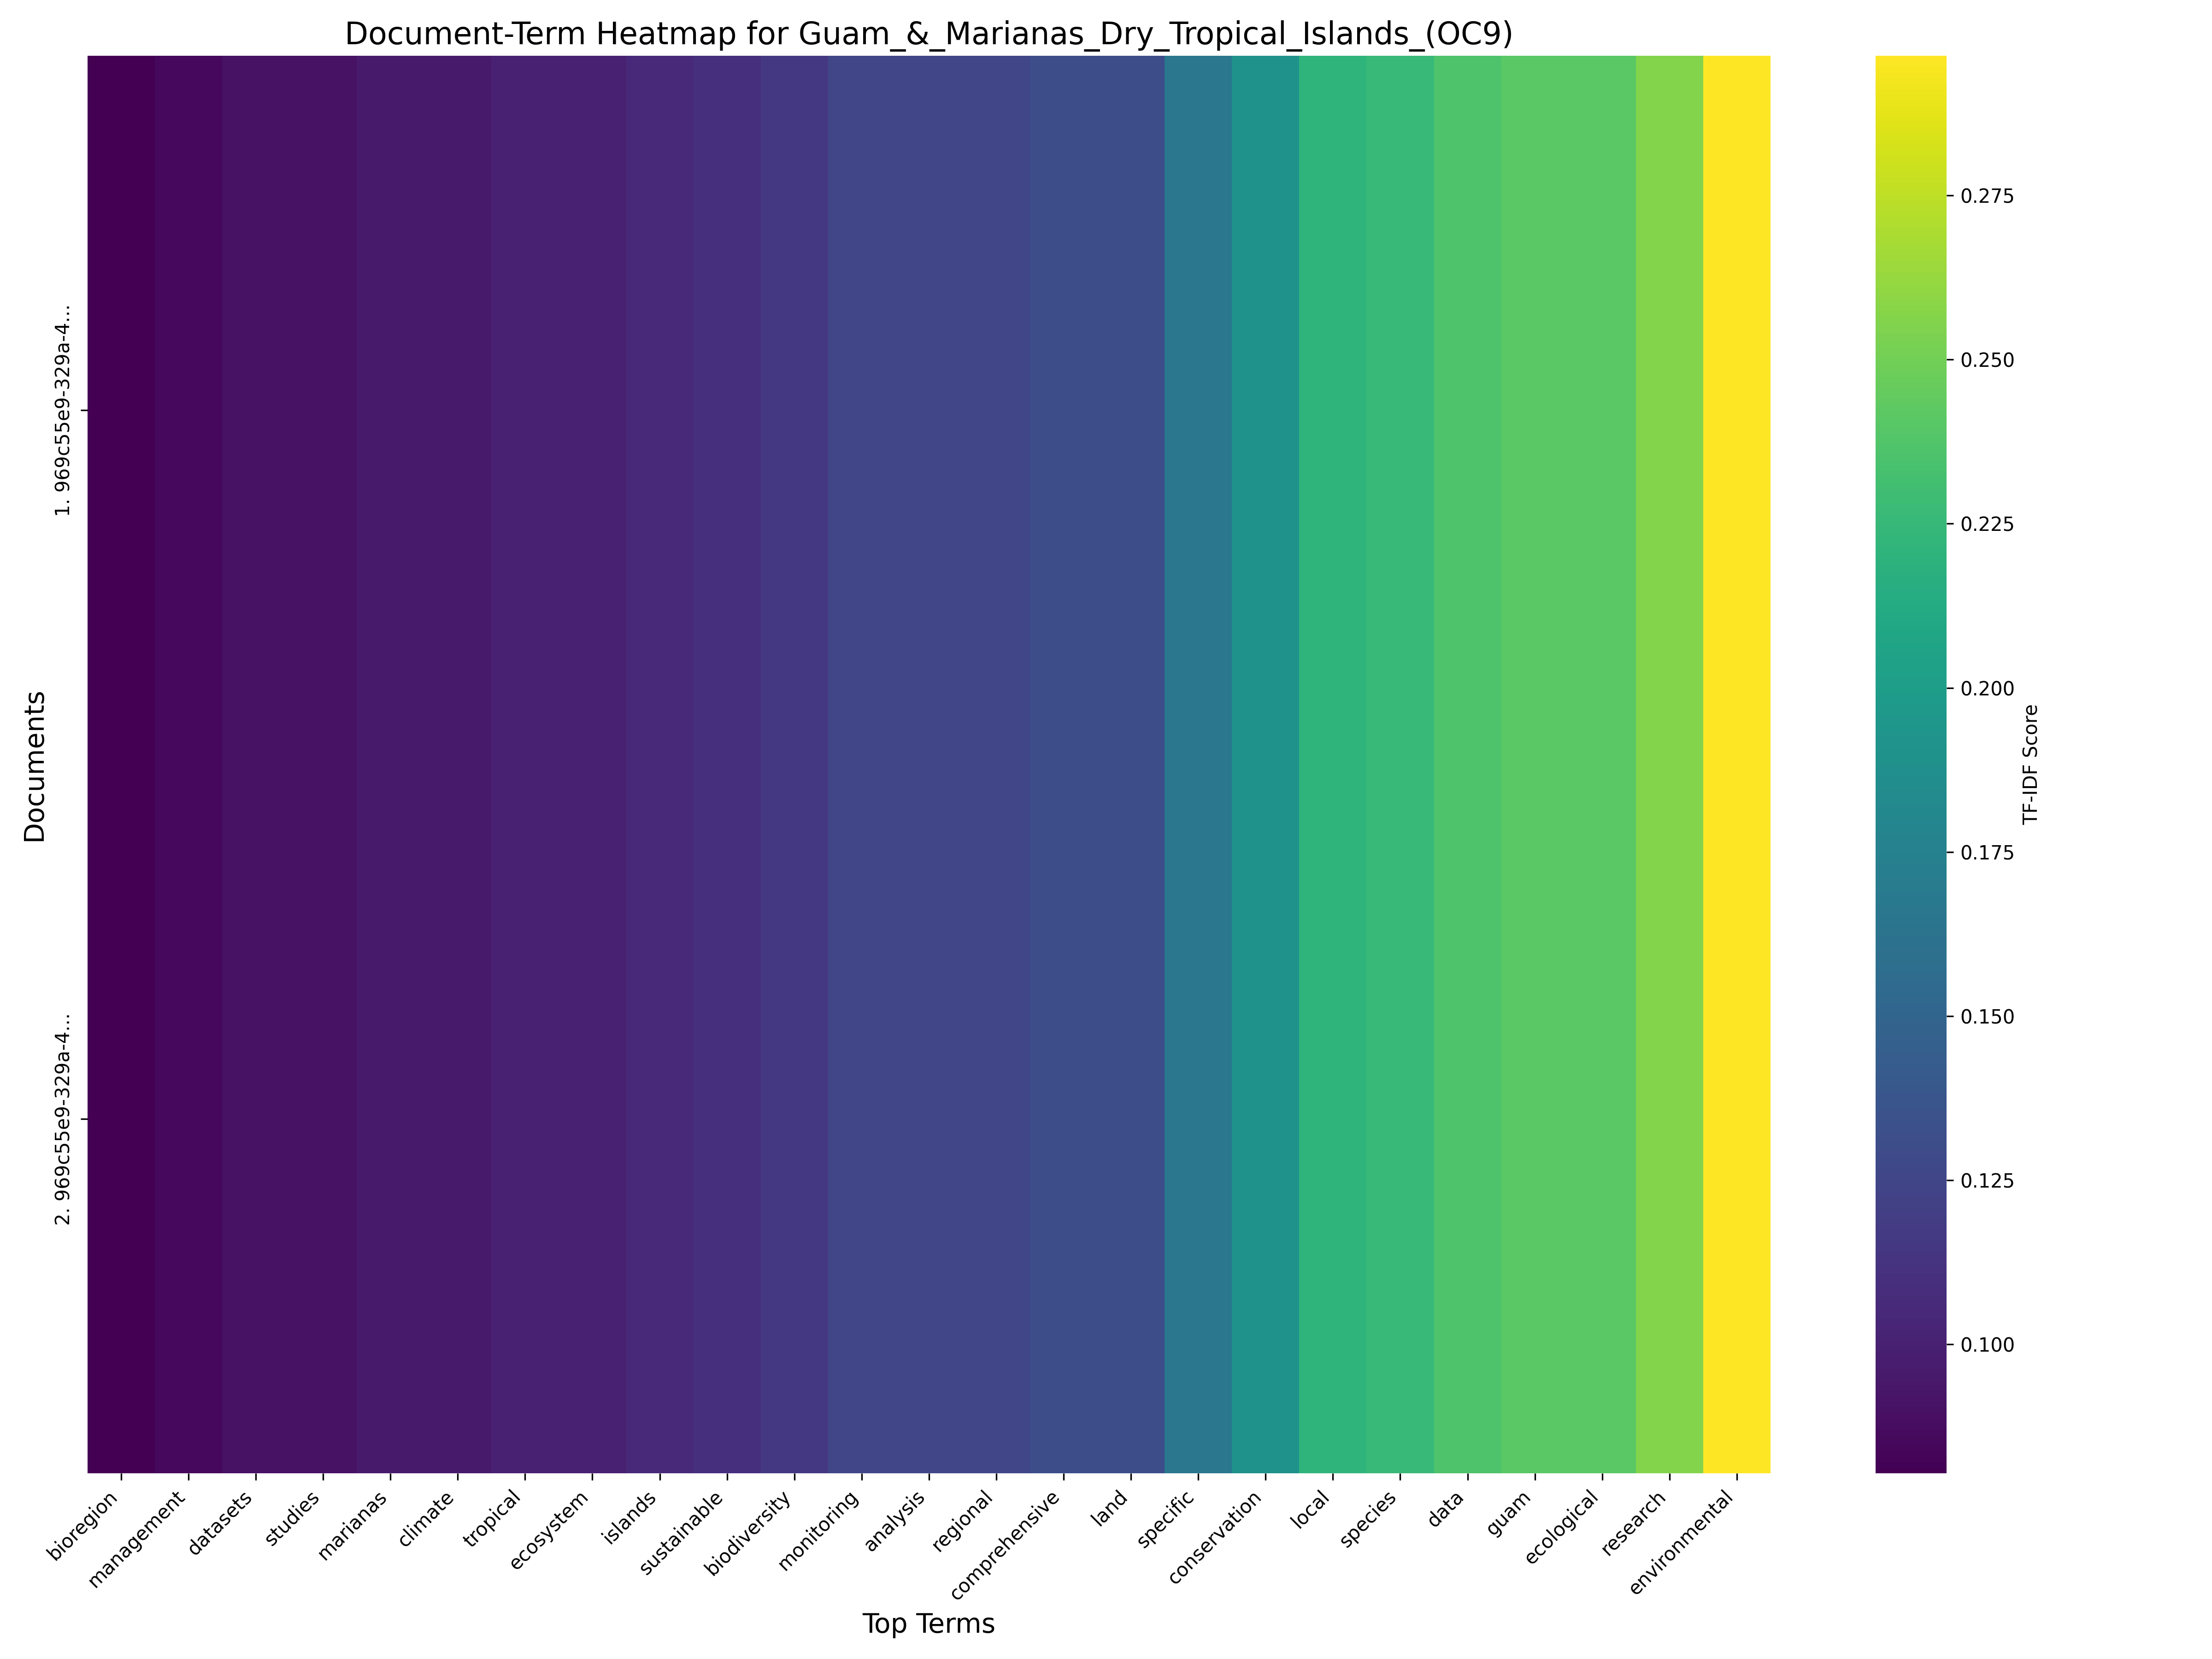 Document-Term Heatmap for Guam_&_Marianas_Dry_Tropical_Islands_(OC9)
Documents
1. 969c55e9-329a-4...
2. 969c55e9-329a-4...
bioregion
management
datasets
studies
marianas
climate
tropical
ecosystem
islands
sustainable
biodiversity
monitoring
analysis
regional
comprehensive
land
specific
conservation
local
species
data
guam
ecological
research
environmental
Top Terms
0.275
0.250
0.225
0.200
0.175
0.150
0.125
0.100
TF-IDF Score